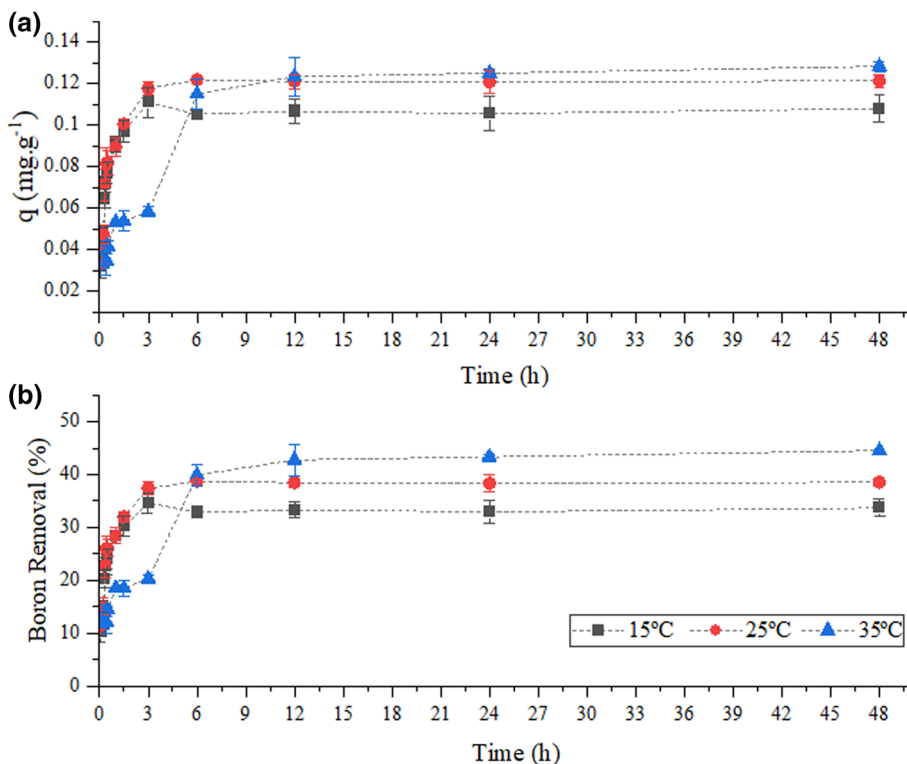 (a)
0.14
0.12
0.1
0.08
0.06
0.04
0.02
q (mg.g⁻¹)
0 3 6 9 12 15 18 21 24 27 30 33 36 39 42 45 48
Time (h)
(b)
50
40
30
20
10
0
Boron Removal (%)
15ºC 25ºC 35ºC
0 3 6 9 12 15 18 21 24 27 30 33 36 39 42 45 48
Time (h)